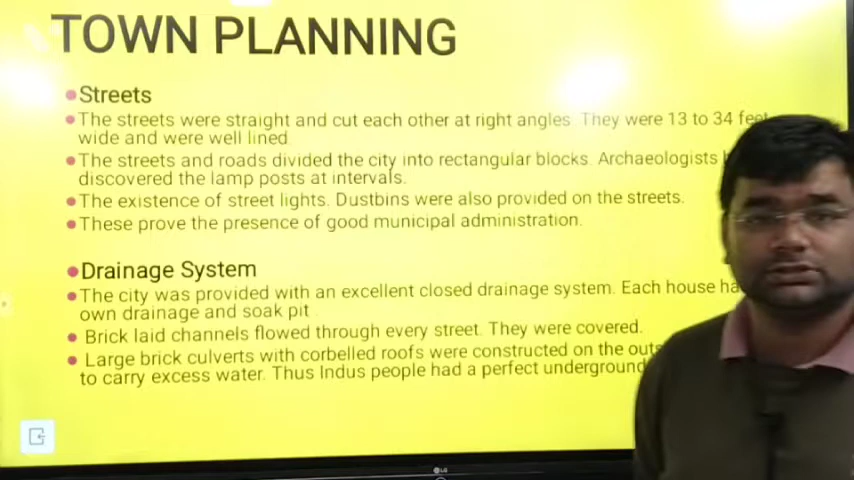 TOWN PLANNING
Streets
The streets were straight and cut each other at right angles. They were 13 to 34 feet
wide and were well lined.
The streets and roads divided the city into rectangular blocks. Archaeologists
discovered the lamp posts at intervals.
The existence of street lights. Dustbins were also provided on the streets.
These prove the presence of good municipal administration.
Drainage System
The city was provided with an excellent closed drainage system. Each house
own drainage and soak pit .
Brick laid channels flowed through every street. They were covered.
Large brick culverts with corbelled roofs were constructed on the
to carry excess water. Thus Indus people had a perfect underground
LG